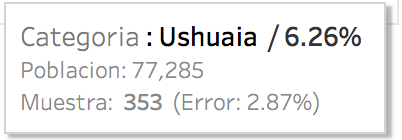 Categoria : Ushuaia / 6.26%
Poblacion: 77,285
Muestra: 353 (Error: 2.87%)